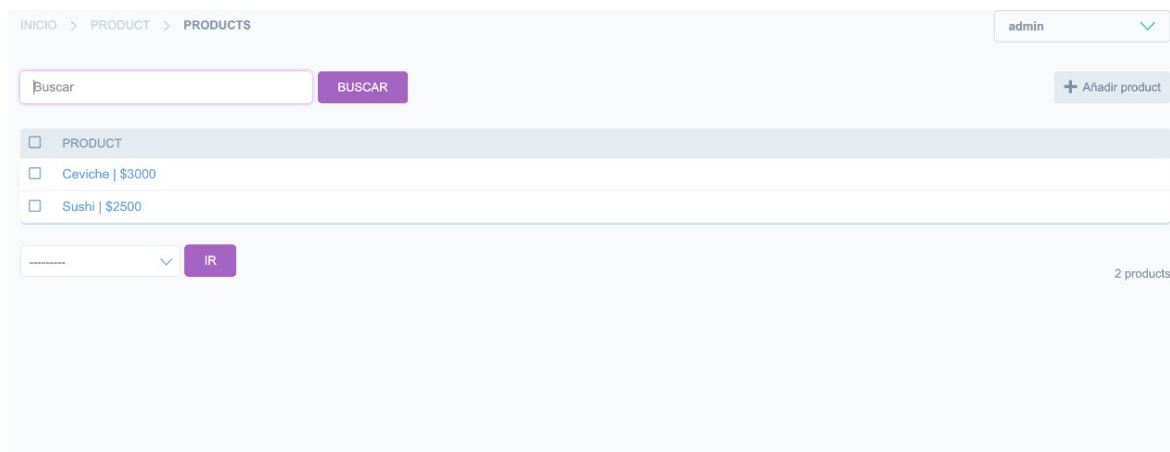 INICIO > PRODUCT > PRODUCTS
admin
Buscar
BUSCAR
+ Añadir product
PRODUCT
Ceviche | $3000
Sushi | $2500
---------
IR
2 products